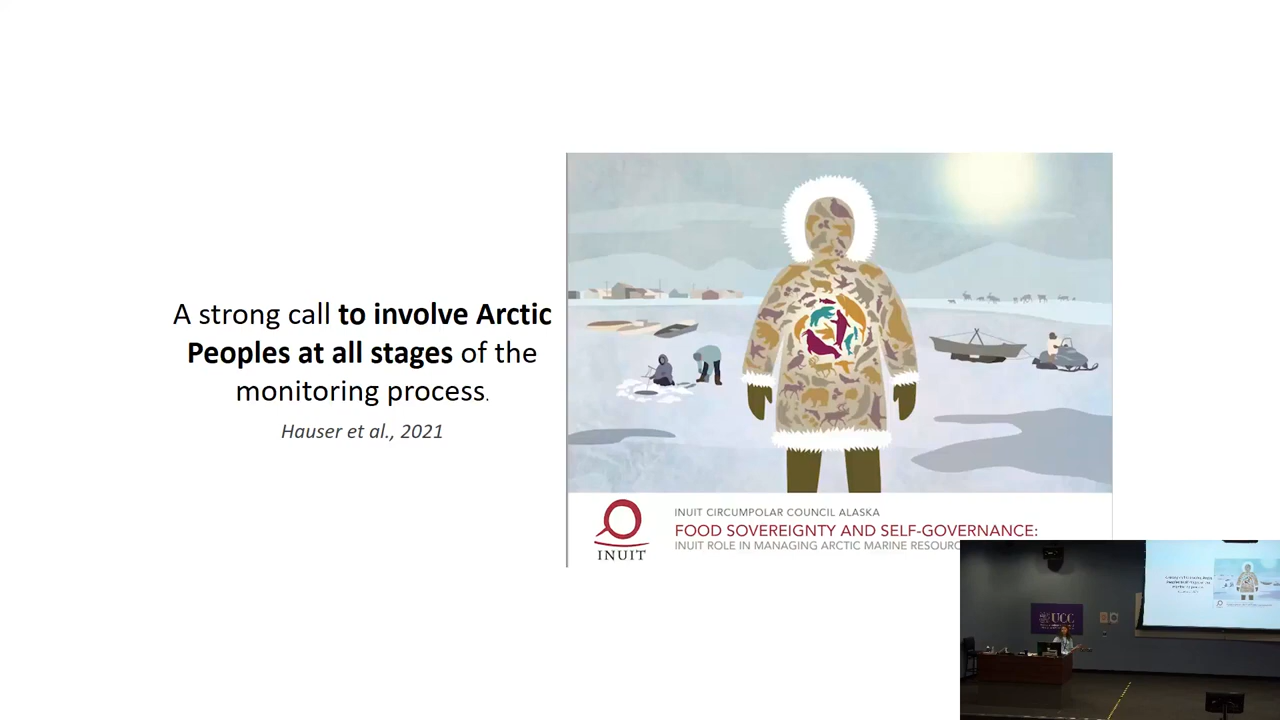 A strong call to involve Arctic
Peoples at all stages of the
monitoring process.
Hauser et al., 2021
INUIT CIRCUMPOLAR COUNCIL ALASKA
FOOD SOVEREIGNTY AND SELF-GOVERNANCE:
INUIT ROLE IN MANAGING ARCTIC MARINE
INUIT
UCC